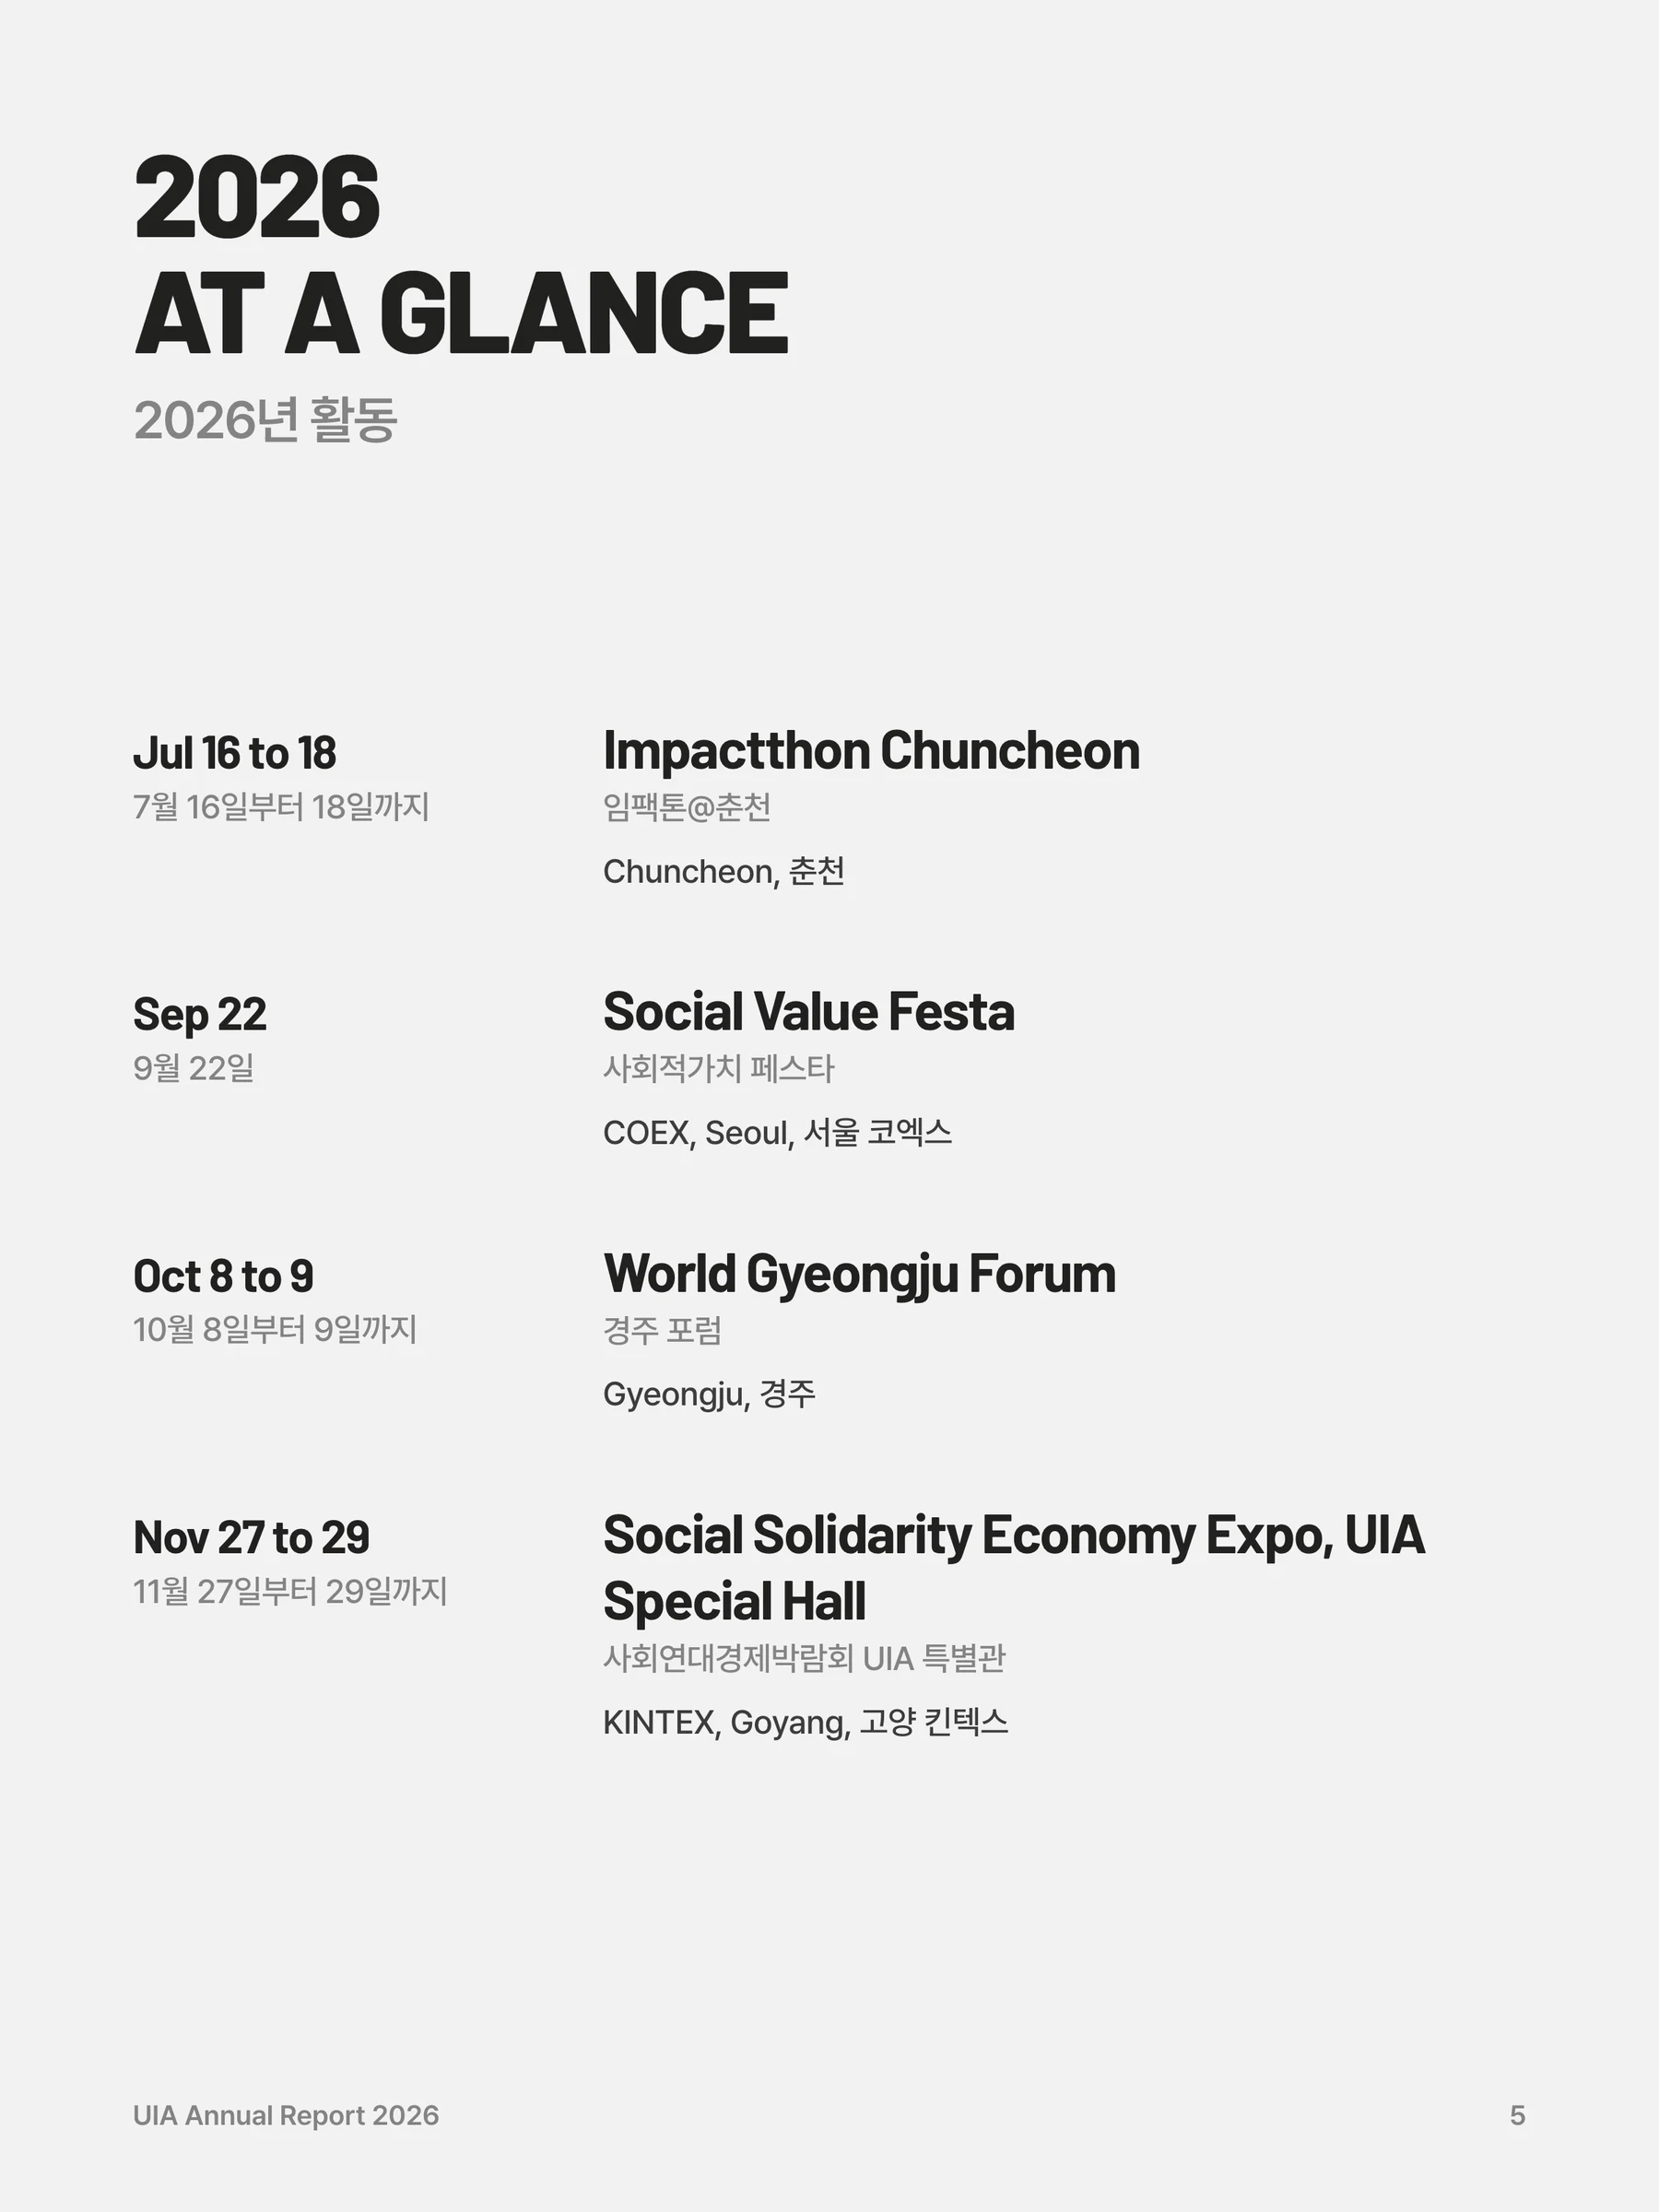 2026
AT A GLANCE
2026년 활동
Jul 16 to 18
7월 16일부터 18일까지
Impactthon Chuncheon
임팩톤@춘천
Chuncheon, 춘천
Sep 22
9월 22일
Social Value Festa
사회적가치 페스타
COEX, Seoul, 서울 코엑스
Oct 8 to 9
10월 8일부터 9일까지
World Gyeongju Forum
경주 포럼
Gyeongju, 경주
Nov 27 to 29
11월 27일부터 29일까지
Social Solidarity Economy Expo, UIA
Special Hall
사회연대경제박람회 UIA 특별관
KINTEX, Goyang, 고양 킨텍스
UIA Annual Report 2026
5